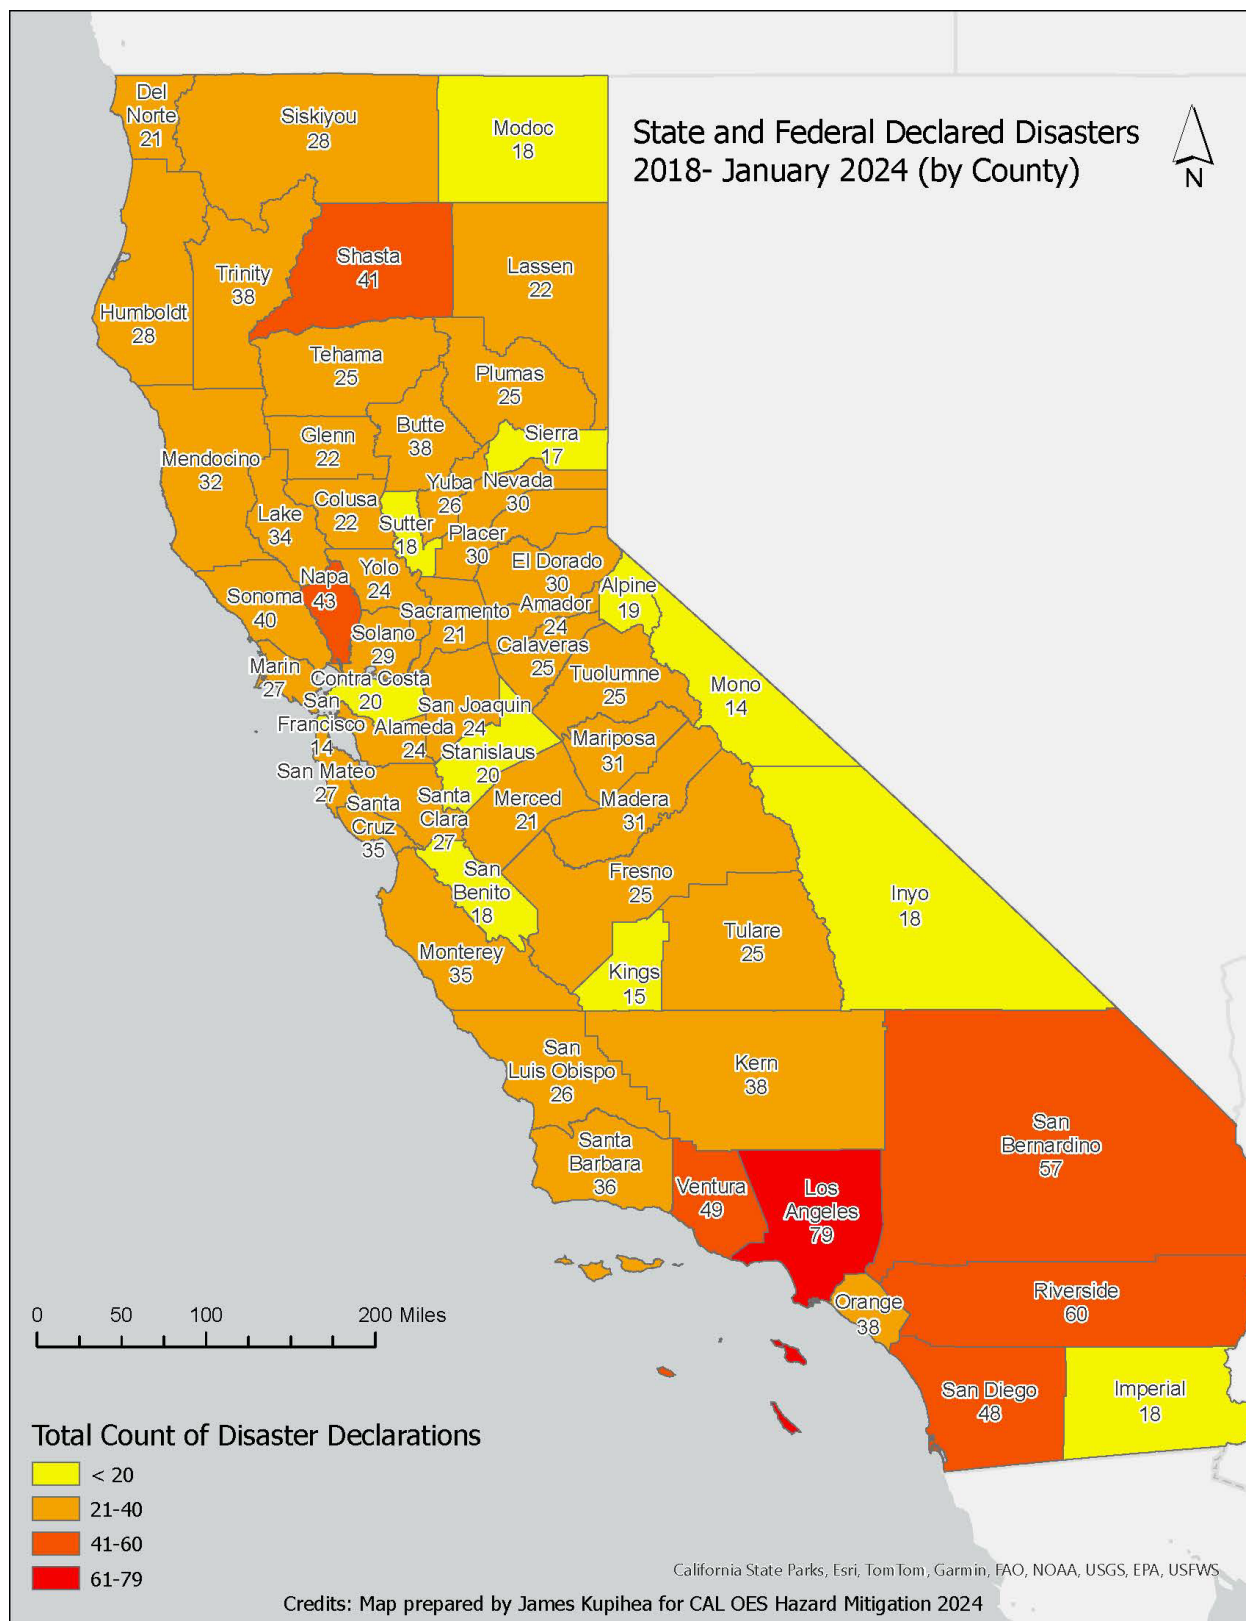 State and Federal Declared Disasters
2018- January 2024 (by County)
N
Del
Norte
21
Siskiyou
28
Modoc
18
Shasta
41
Lassen
22
Trinity
38
Humboldt
28
Tehama
25
Plumas
25
Butte
38
Sierra
17
Glenn
22
Mendocino
32
Yuba
26
Nevada
30
Colusa
22
Lake
34
Sutter
18
Placer
30
El Dorado
30
Yolo
24
Napa
43
Alpine
19
Sonoma
40
Amador
24
Sacramento
21
Solano
29
Calaveras
25
Marin
27
Tuolumne
25
Contra Costa
20
Mono
14
San
Francisco
14
San Joaquin
24
Alameda
24
Mariposa
31
Stanislaus
20
San Mateo
27
Santa
Clara
27
Merced
21
Madera
31
Santa
Cruz
35
San
Benito
18
Fresno
25
Inyo
18
Tulare
25
Monterey
35
Kings
15
San
Luis Obispo
26
Kern
38
San
Bernardino
57
Santa
Barbara
36
Ventura
49
Los
Angeles
79
Orange
38
Riverside
60
San Diego
48
Imperial
18
0 50 100 200 Miles
Total Count of Disaster Declarations
< 20
21-40
41-60
61-79
California State Parks, Esri, TomTom, Garmin, FAO, NOAA, USGS, EPA, USFWS
Credits: Map prepared by James Kupihea for CAL OES Hazard Mitigation 2024